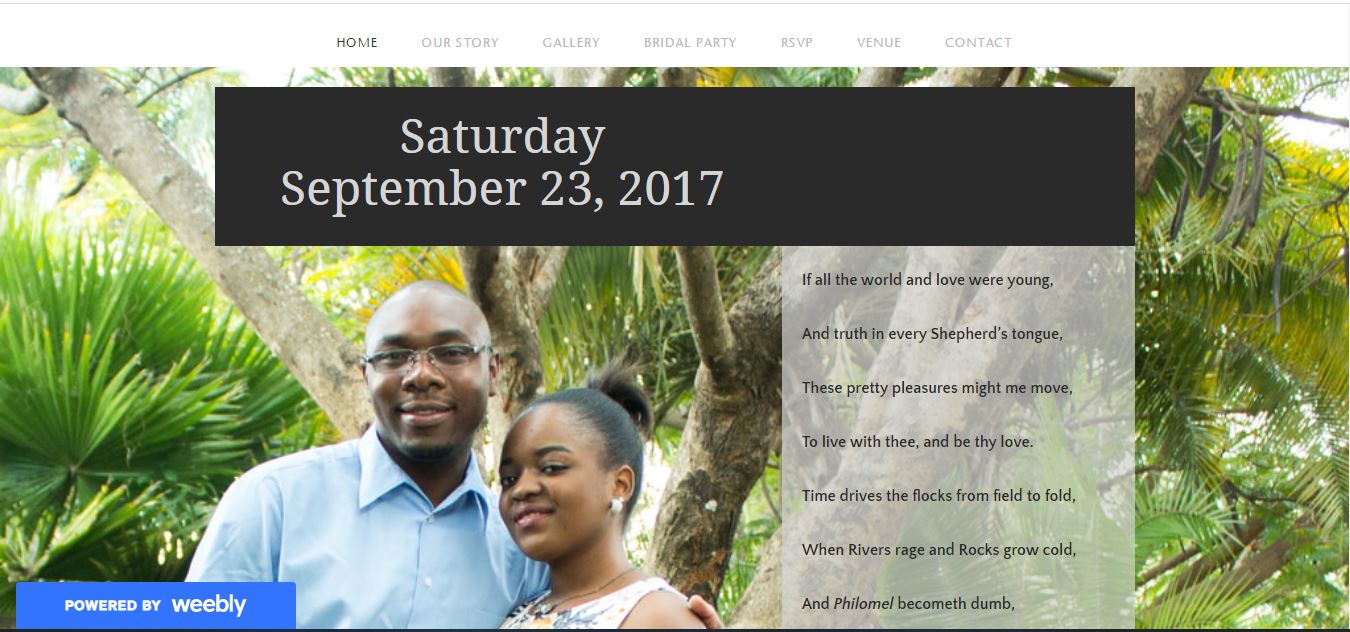 HOME OUR STORY GALLERY BRIDAL PARTY RSVP VENUE CONTACT
Saturday
September 23, 2017
If all the world and love were young,
And truth in every Shepherd’s tongue,
These pretty pleasures might me move,
To live with thee, and be thy love.
Time drives the flocks from field to fold,
When Rivers rage and Rocks grow cold,
And Philomel becometh dumb,
POWERED BY weebly